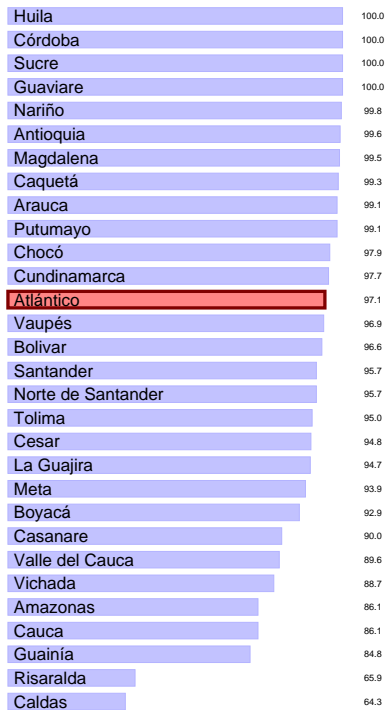 Huila 100.0
Córdoba 100.0
Sucre 100.0
Guaviare 100.0
Nariño 99.8
Antioquia 99.6
Magdalena 99.5
Caquetá 99.3
Arauca 99.1
Putumayo 99.1
Chocó 97.9
Cundinamarca 97.7
Atlántico 97.1
Vaupés 96.9
Bolivar 96.6
Santander 95.7
Norte de Santander 95.7
Tolima 95.0
Cesar 94.8
La Guajira 94.7
Meta 93.9
Boyacá 92.9
Casanare 90.0
Valle del Cauca 89.6
Vichada 88.7
Amazonas 86.1
Cauca 86.1
Guainía 84.8
Risaralda 65.9
Caldas 64.3